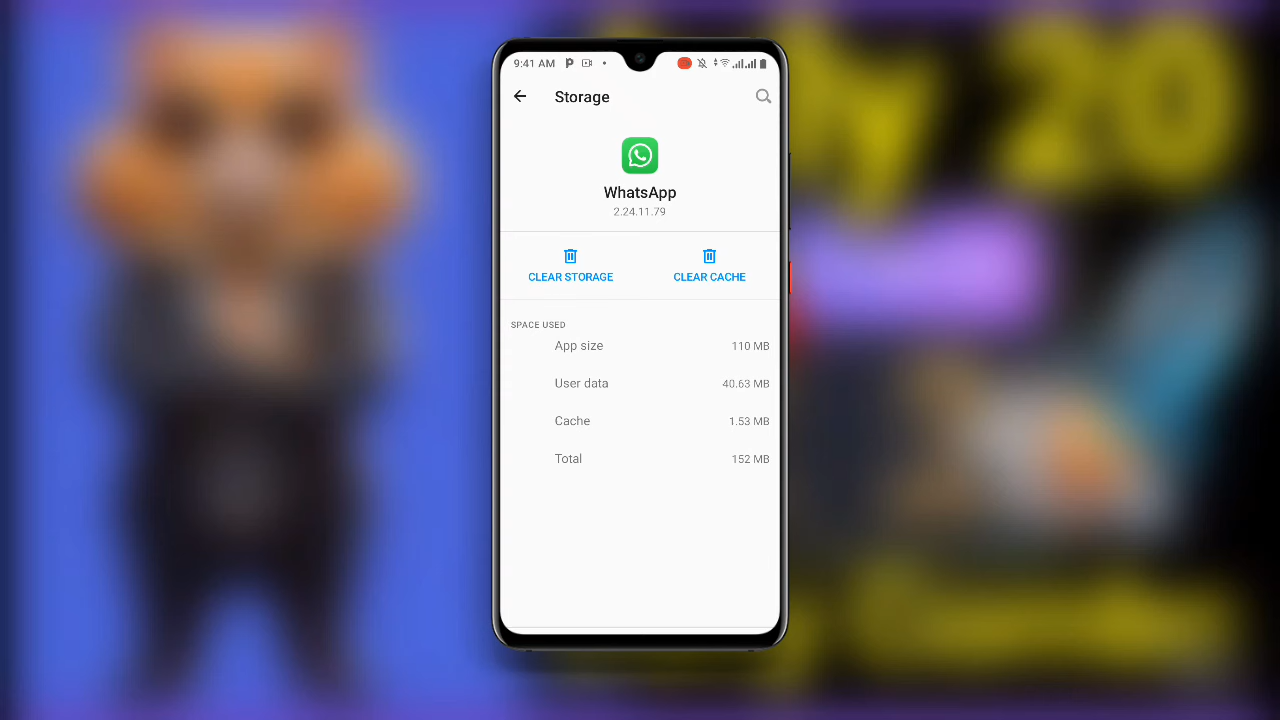 9:41 AM
Storage
WhatsApp
2.24.11.79
CLEAR STORAGE CLEAR CACHE
SPACE USED
App size 110 MB
User data 40.63 MB
Cache 1.53 MB
Total 152 MB